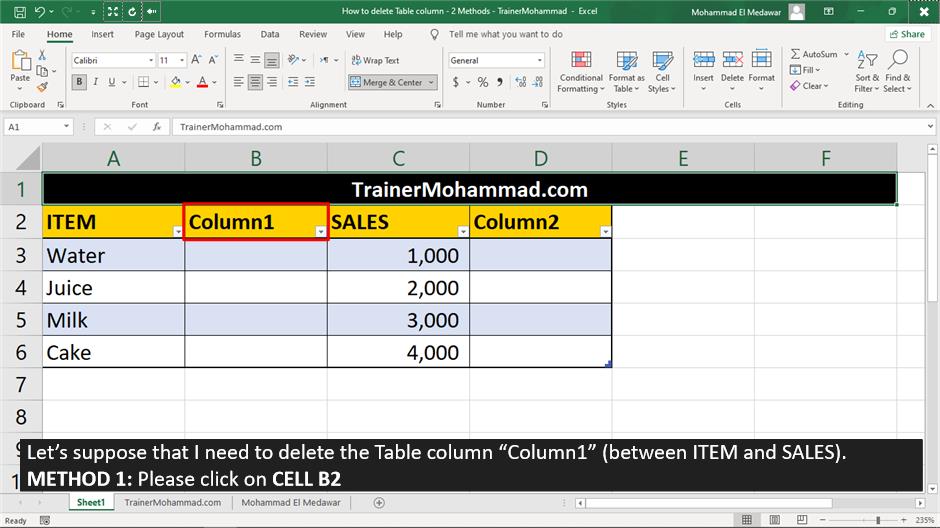 How to delete Table column - 2 Methods - TrainerMohammad - Excel
Mohammad El Medawar
File Home Insert Page Layout Formulas Data Review View Help Tell me what you want to do Share
Paste
Clipboard
Calibri 11
B I U
Font
Wrap Text
Merge & Center
Alignment
General
$ % ,
Number
Conditional Formatting
Format as Table
Cell Styles
Styles
Insert Delete Format
Cells
AutoSum
Fill
Clear
Sort & Filter
Find & Select
Editing
A1 fx TrainerMohammad.com
A B C D E F
1 TrainerMohammad.com
2 ITEM Column1 SALES Column2
3 Water 1,000
4 Juice 2,000
5 Milk 3,000
6 Cake 4,000
7
8
Let's suppose that I need to delete the Table column “Column1” (between ITEM and SALES).
METHOD 1: Please click on CELL B2
Sheet1 TrainerMohammad.com Mohammad El Medawar
Ready 235%